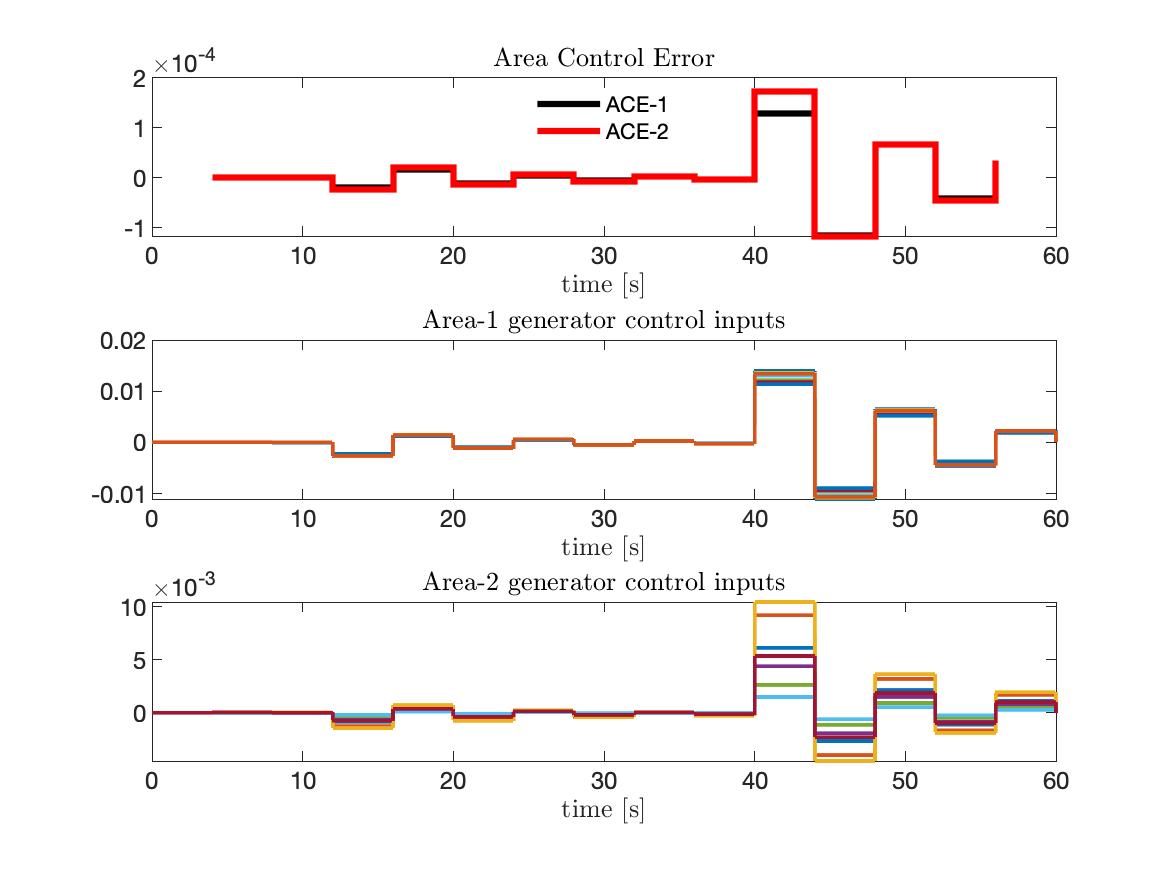 Area Control Error
×10-4
2
1
0
-1
ACE-1
ACE-2
0 10 20 30 40 50 60
time [s]
Area-1 generator control inputs
0.02
0.01
0
-0.01
0 10 20 30 40 50 60
time [s]
Area-2 generator control inputs
×10-3
10
5
0
0 10 20 30 40 50 60
time [s]